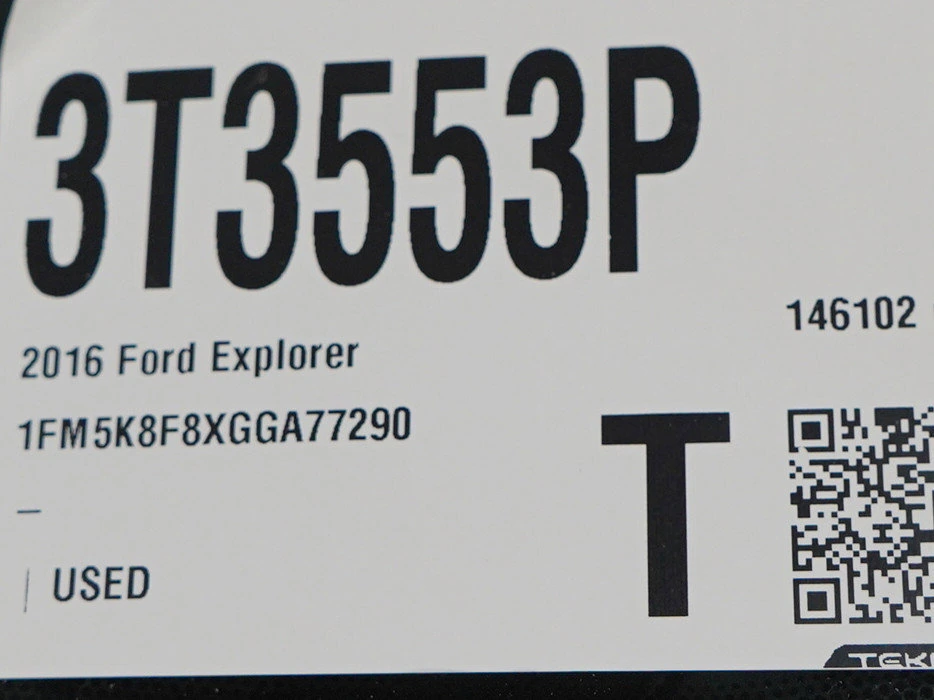 3T3553P
146102
2016 Ford Explorer
1FM5K8F8XGGA77290
T
–
| USED